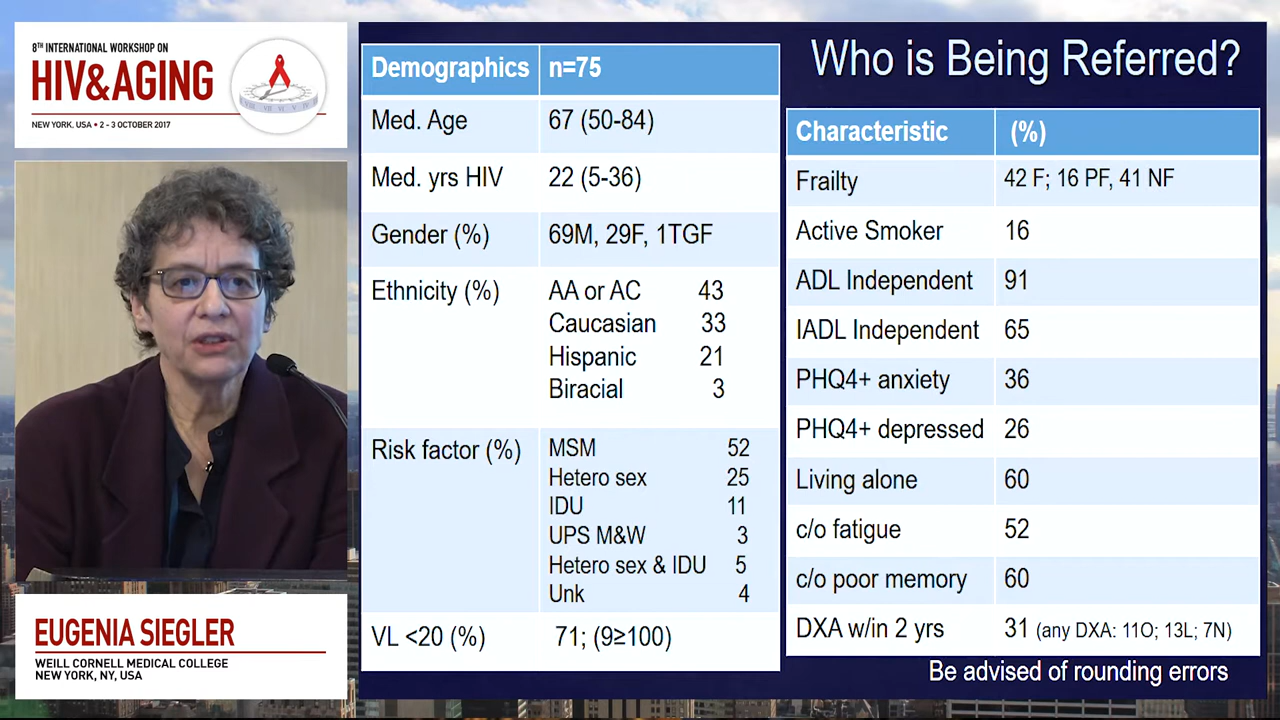 8TH INTERNATIONAL WORKSHOP ON
HIV&AGING
NEW YORK, USA • 2 - 3 OCTOBER 2017
EUGENIA SIEGLER
WEILL CORNELL MEDICAL COLLEGE
NEW YORK, NY, USA
Demographics n=75
Med. Age 67 (50-84)
Med. yrs HIV 22 (5-36)
Gender (%) 69M, 29F, 1TGF
Ethnicity (%) AA or AC 43
Caucasian 33
Hispanic 21
Biracial 3
Risk factor (%) MSM 52
Hetero sex 25
IDU 11
UPS M&W 3
Hetero sex & IDU 5
Unk 4
VL <20 (%) 71; (9≥100)
Who is Being Referred?
Characteristic (%)
Frailty 42 F; 16 PF, 41 NF
Active Smoker 16
ADL Independent 91
IADL Independent 65
PHQ4+ anxiety 36
PHQ4+ depressed 26
Living alone 60
c/o fatigue 52
c/o poor memory 60
DXA w/in 2 yrs 31 (any DXA: 11O; 13L; 7N)
Be advised of rounding errors